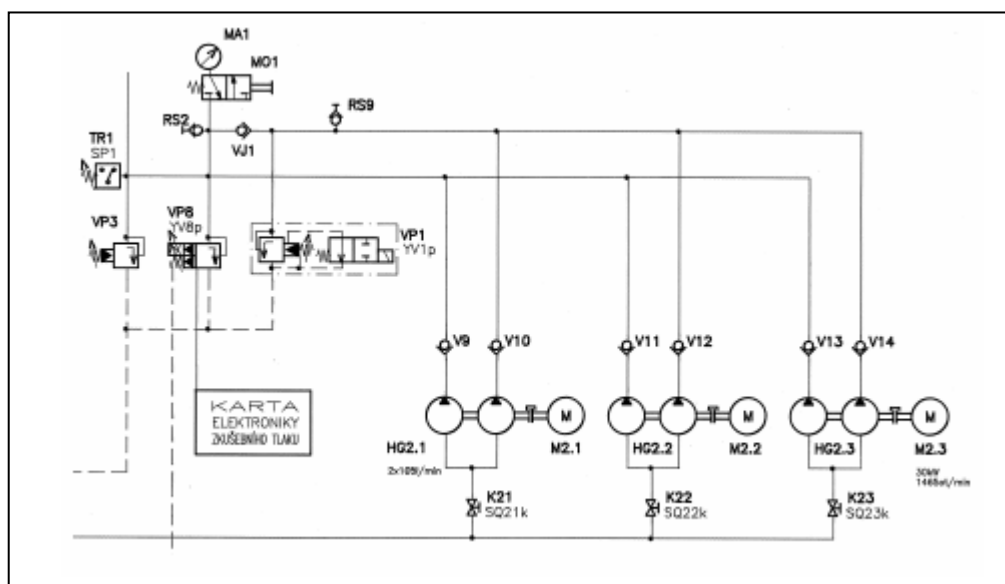 MA1
MO1
RS2
VJ1
RS9
TR1
SP1
VP3
VP8
YV8p
VP1
YV1p
V9
V10
V11
V12
V13
V14
KARTA
ELEKTRONIKY
ZKUŠEBNÍHO TLAKU
M
M
M
HG2.1
M2.1
HG2.2
M2.2
HG2.3
M2.3
2x109l/min
30kW
1465ot/min
K21
SQ21k
K22
SQ22k
K23
SQ23k